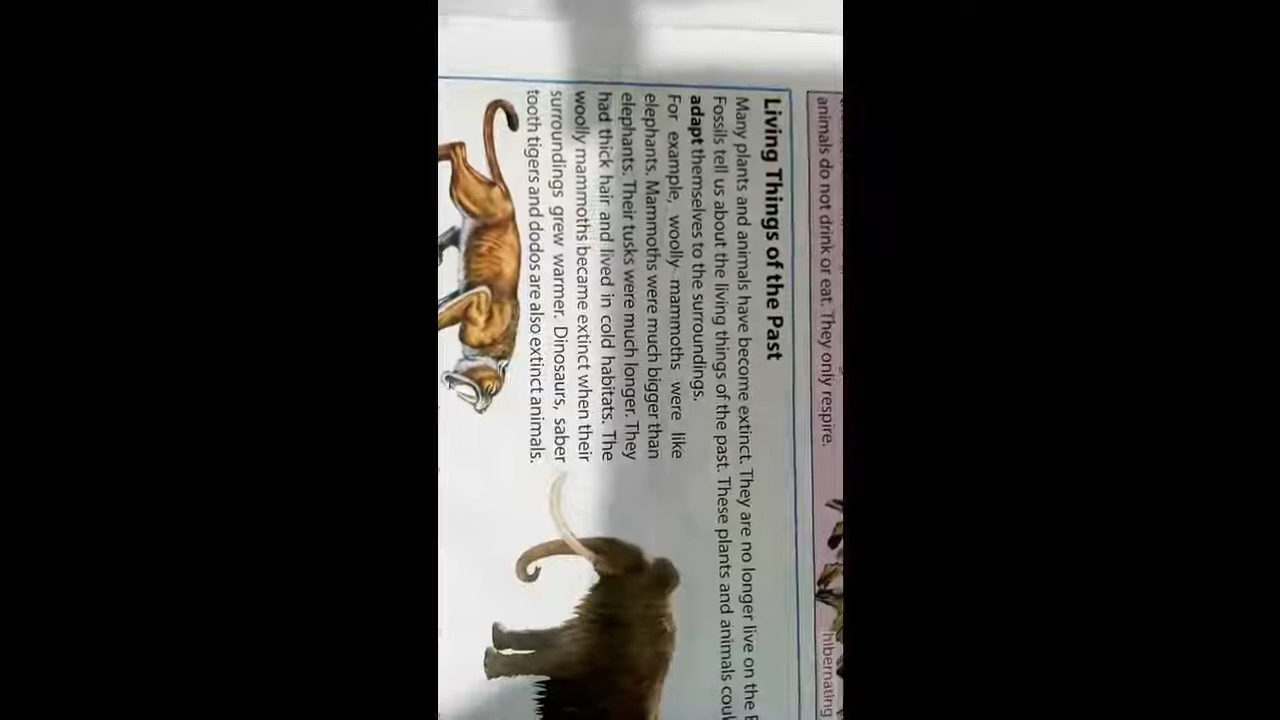 animals do not drink or eat. They only respire.
hibernating
Living Things of the Past
Many plants and animals have become extinct. They are no longer live on the
Fossils tell us about the living things of the past. These plants and animals
adapt themselves to the surroundings.
For example, woolly mammoths were like
elephants. Mammoths were much bigger than
elephants. Their tusks were much longer. They
had thick hair and lived in cold habitats. The
woolly mammoths became extinct when their
surroundings grew warmer. Dinosaurs, saber
tooth tigers and dodos are also extinct animals.